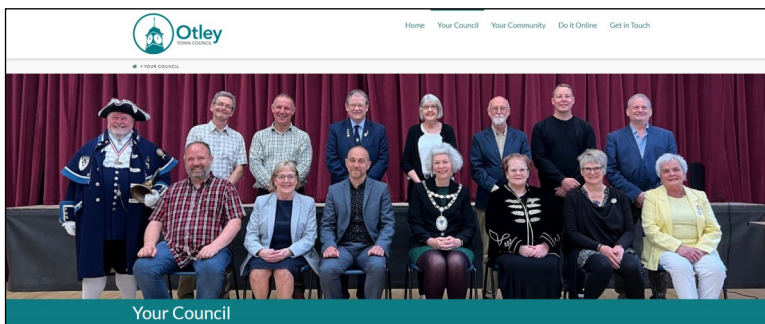 Otley
TOWN COUNCIL
Home Your Council Your Community Do it Online Get in Touch
YOUR COUNCIL
Your Council